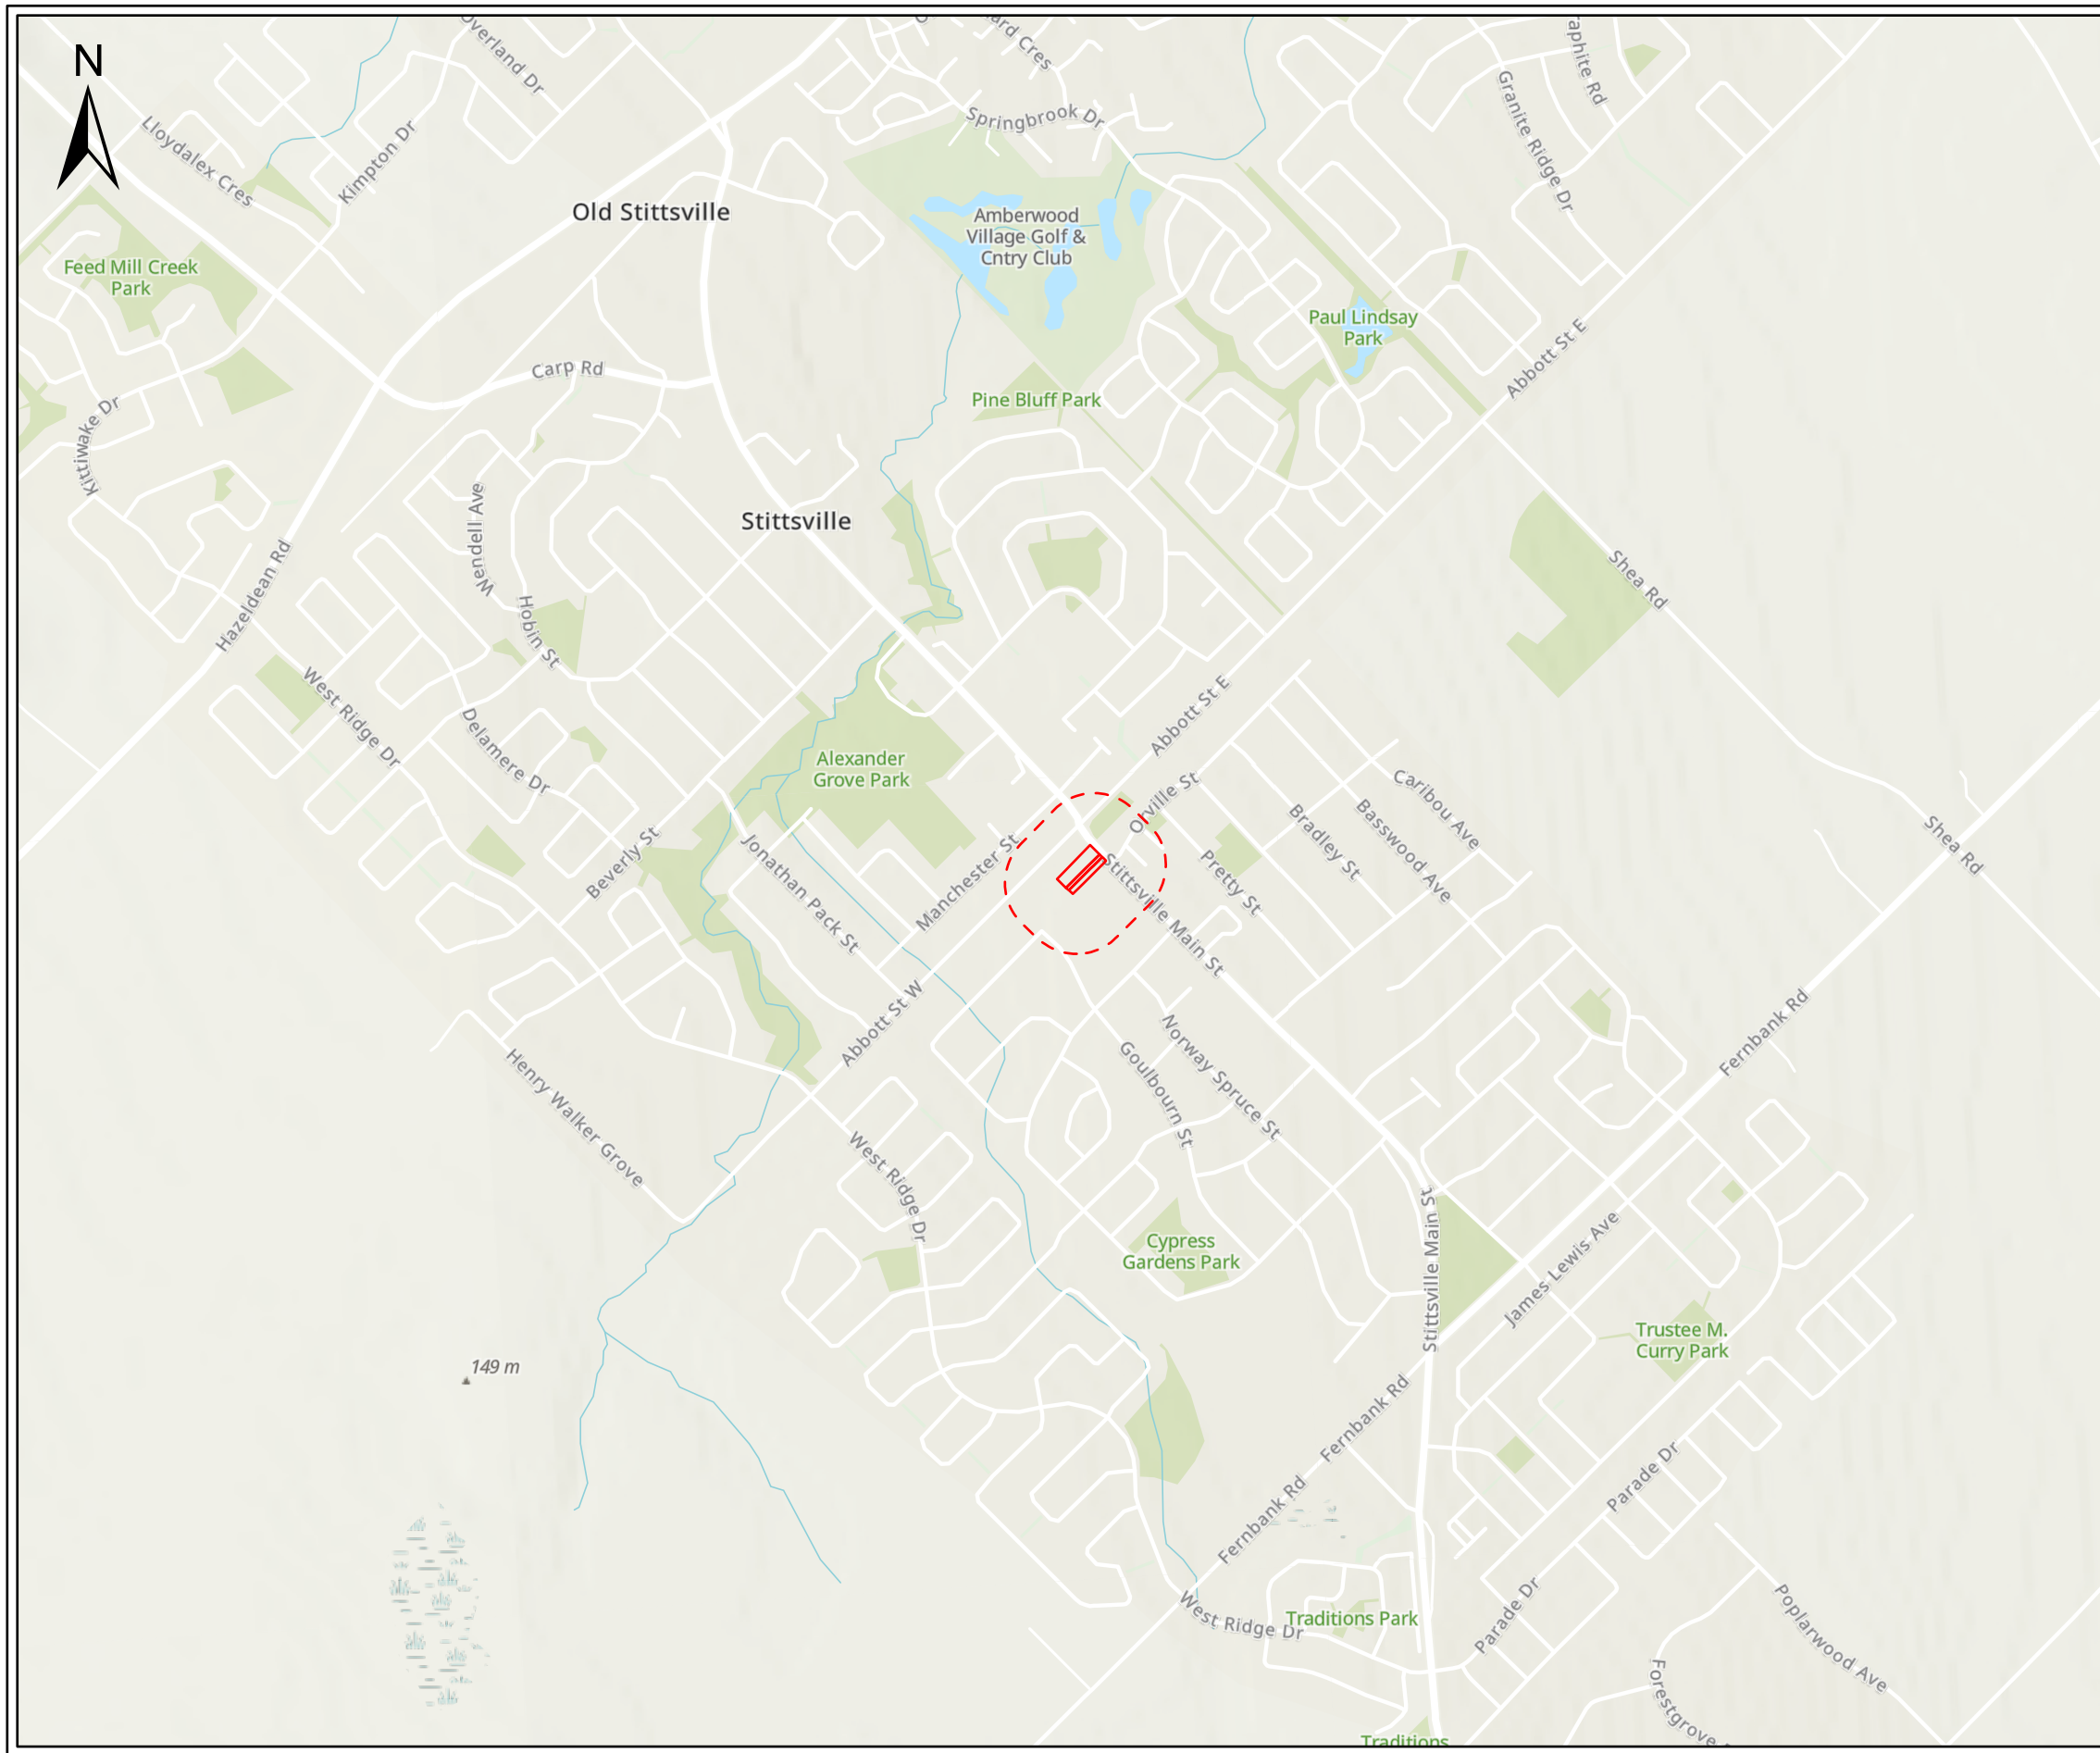 N
Overland Dr
Springbrook Dr
Granite Ridge Dr
Lloydalex Cres
Kimpton Dr
Old Stittsville
Amberwood
Village Golf &
Cntry Club
Feed Mill Creek
Park
Paul Lindsay
Park
Abbott St E
Carp Rd
Pine Bluff Park
Kittiwake Dr
Wendell Ave
Stittsville
Hazeldean Rd
Hobin St
Shea Rd
West Ridge Dr
Delamere Dr
Abbott St E
Alexander
Grove Park
Orville St
Caribou Ave
Basswood Ave
Bradley St
Pretty St
Beverly St
Jonathan Pack St
Manchester St
Stittsville Main St
Shea Rd
Abbott St W
Fernbank Rd
Henry Walker Grove
Norway Spruce St
Goulbourn St
West Ridge Dr
Cypress
Gardens Park
Stittsville Main St
James Lewis Ave
Trustee M.
Curry Park
149 m
Fernbank Rd
Parade Dr
Fernbank Rd
West Ridge Dr
Traditions Park
Parade Dr
Poplarwood Ave
Forestgrove
Traditions